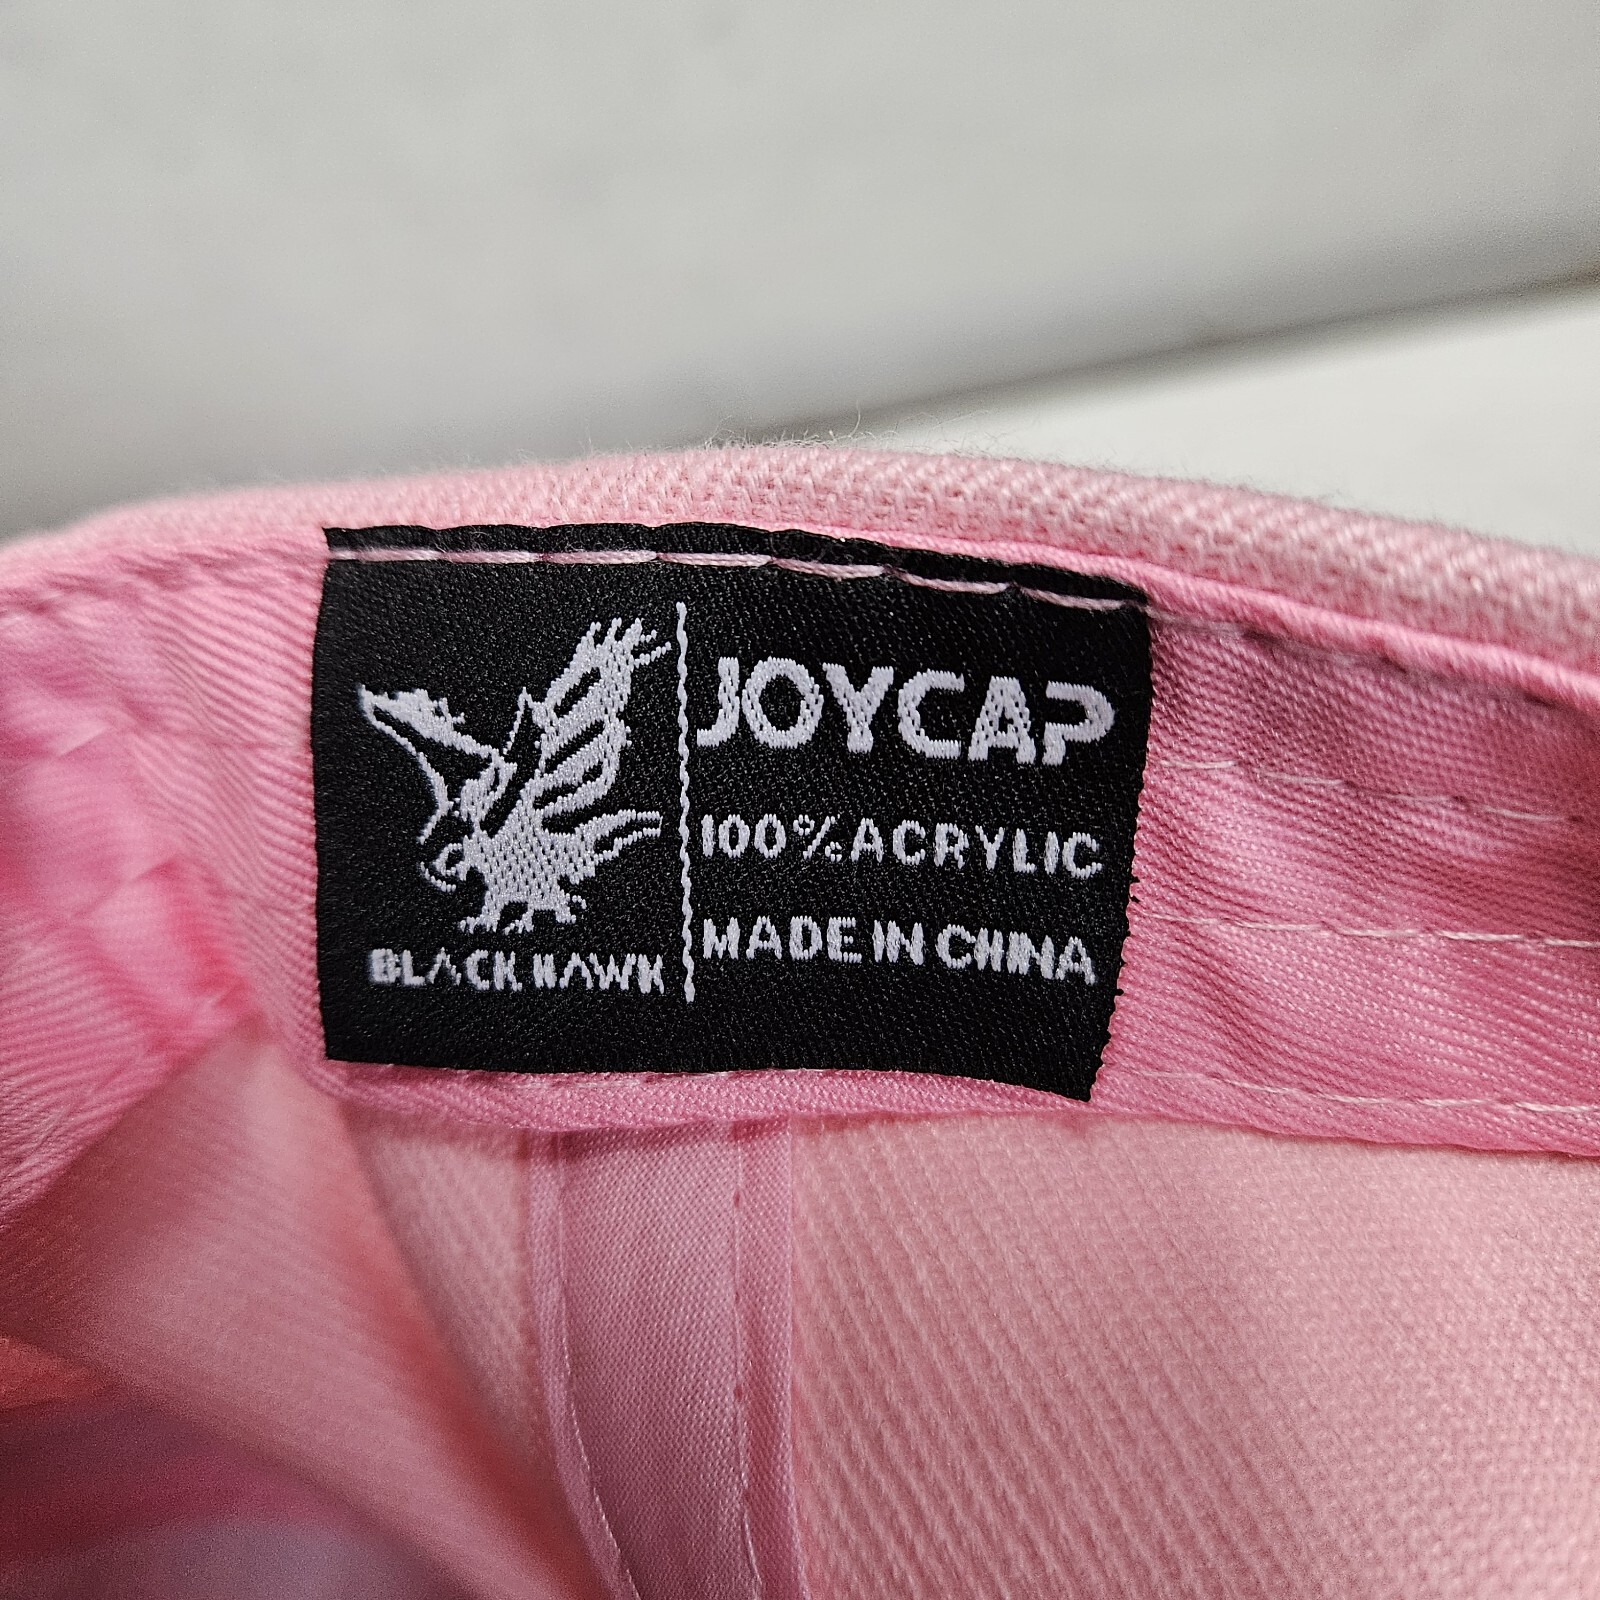 BLACK HAWK
JOYCAP
100% ACRYLIC
MADE IN CHINA